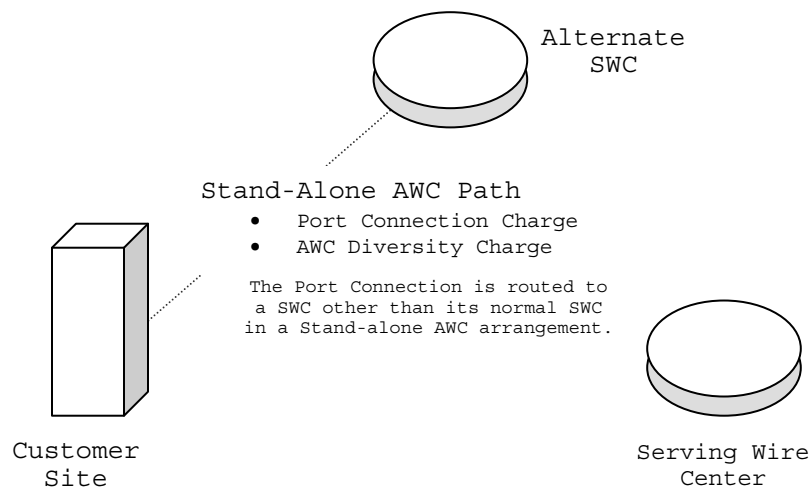 Alternate
SWC
Stand-Alone AWC Path
• Port Connection Charge
• AWC Diversity Charge
The Port Connection is routed to
a SWC other than its normal SWC
in a Stand-alone AWC arrangement.
Customer
Site
Serving Wire
Center